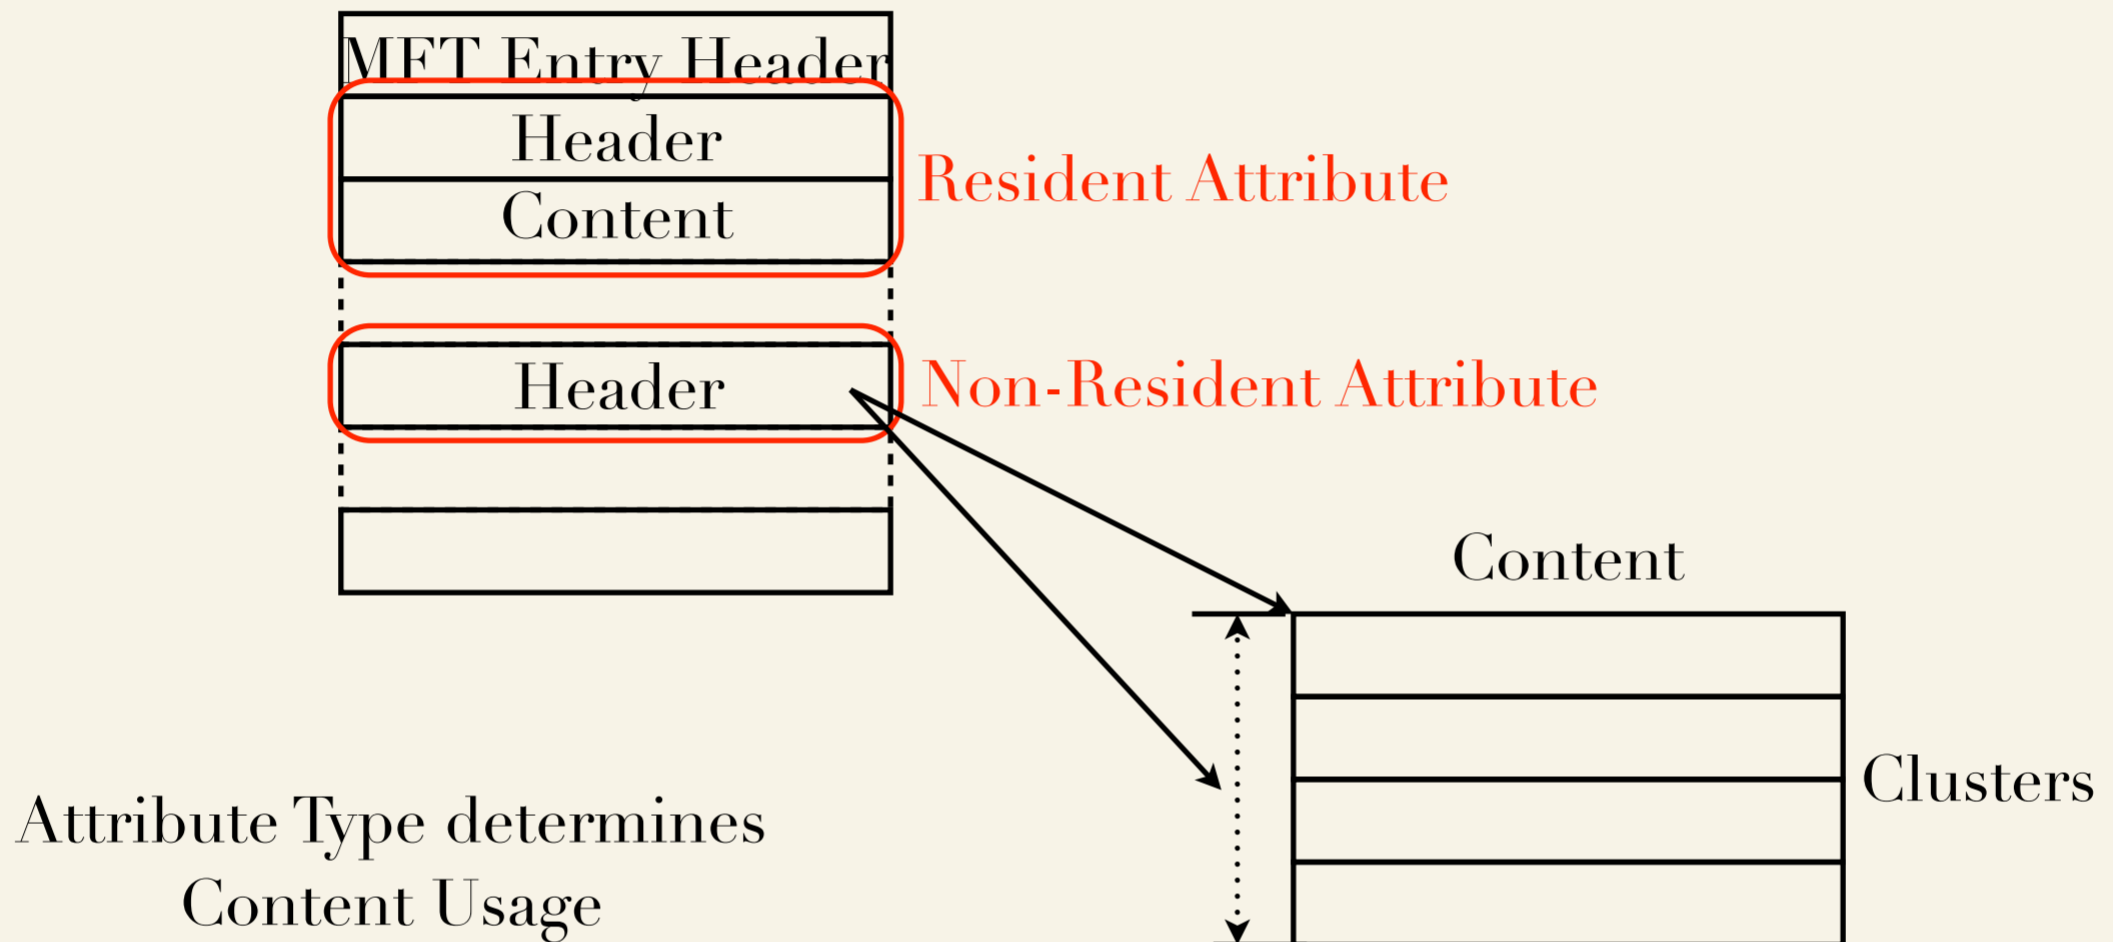 MFT Entry Header
Header
Content
Resident Attribute
Header
Non-Resident Attribute
Content
Clusters
Attribute Type determines
Content Usage